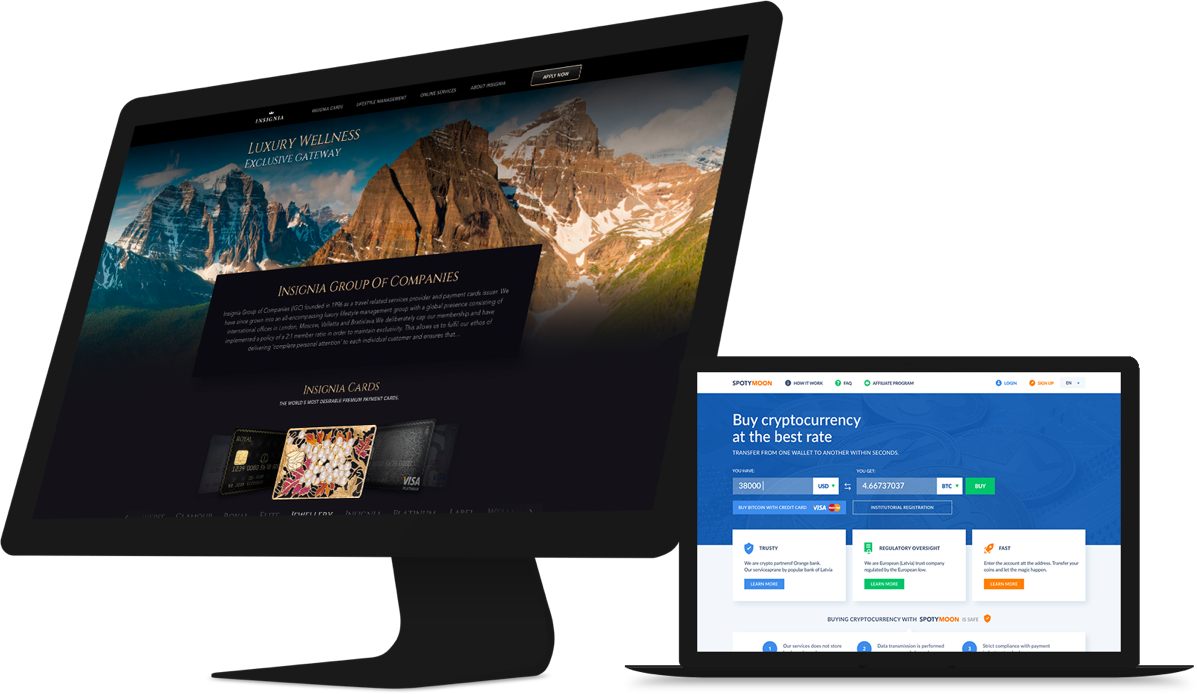 INSIGNIA
INSIGNIA CARDS
LIFESTYLE MANAGEMENT
ONLINE SERVICES
ABOUT INSIGNIA
APPLY NOW
LUXURY WELLNESS
EXCLUSIVE GATEWAY
INSIGNIA GROUP OF COMPANIES
Insignia Group of Companies (IGC) founded in 1996 as a travel related services provider and payment cards issuer. We
have since grown into an all-encompassing luxury lifestyle management group with a global presence consisting of
international offices in London, Moscow, Valletta and Bratislava. We deliberately cap our membership and have
implemented a policy of a 2:1 member ratio in order to maintain exclusivity. This allows us to fulfil our ethos of
delivering 'complete personal attention' to each individual customer and ensures that...
INSIGNIA CARDS
THE WORLD'S MOST DESIRABLE PREMIUM PAYMENT CARDS.
ROYAL
VISA
PLATINUM
GLAMOUR ROYAL ELITE JEWELLERY INSIGNIA PLATINUM LABEL
SPOTYMOON
HOW IT WORK
FAQ
AFFILIATE PROGRAM
LOGIN
SIGN UP
EN
Buy cryptocurrency
at the best rate
TRANSFER FROM ONE WALLET TO ANOTHER WITHIN SECONDS.
YOU HAVE:
YOU GET:
38000 USD 4.66737037 BTC BUY
BUY BITCOIN WITH CREDIT CARD VISA
INSTITUTORIAL REGISTRATION
TRUSTY
We are crypto partnerof Orange bank.
Our serviceaprane by popular bank of Latvia
LEARN MORE
REGULATORY OVERSIGHT
We are European (Latvia) trust company
regulated by the European low.
LEARN MORE
FAST
Enter the account att the address. Transfer your
coins and let the magic happen.
LEARN MORE
BUYING CRYPTOCURRENCY WITH SPOTYMOON IS SAFE
1 Our services does not store
2 Data transmission is performed
3 Strict compliance with payment